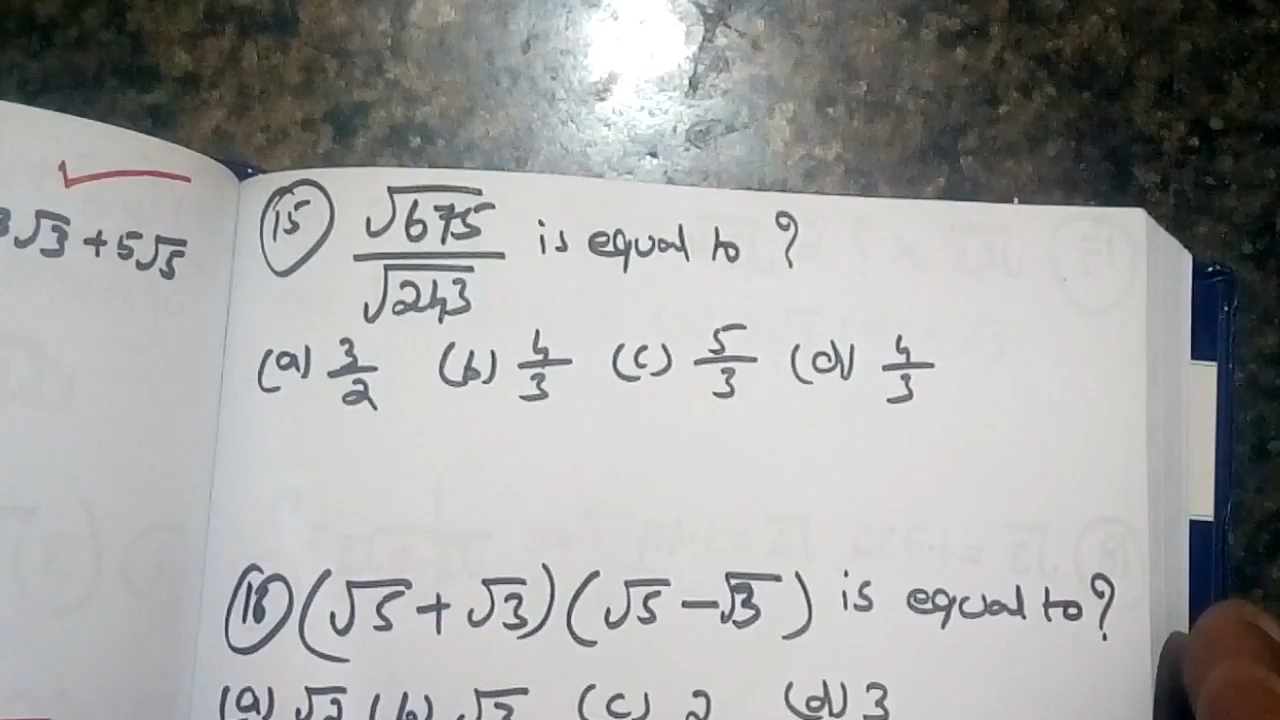 3√3 + 5√5
(15) √675 / √243 is equal to ?
(a) 3/2 (b) 4/3 (c) 5/3 (d) 4/3
(16) (√5 + √3) (√5 - √3) is equal to ?
(c) 2 (d) 3